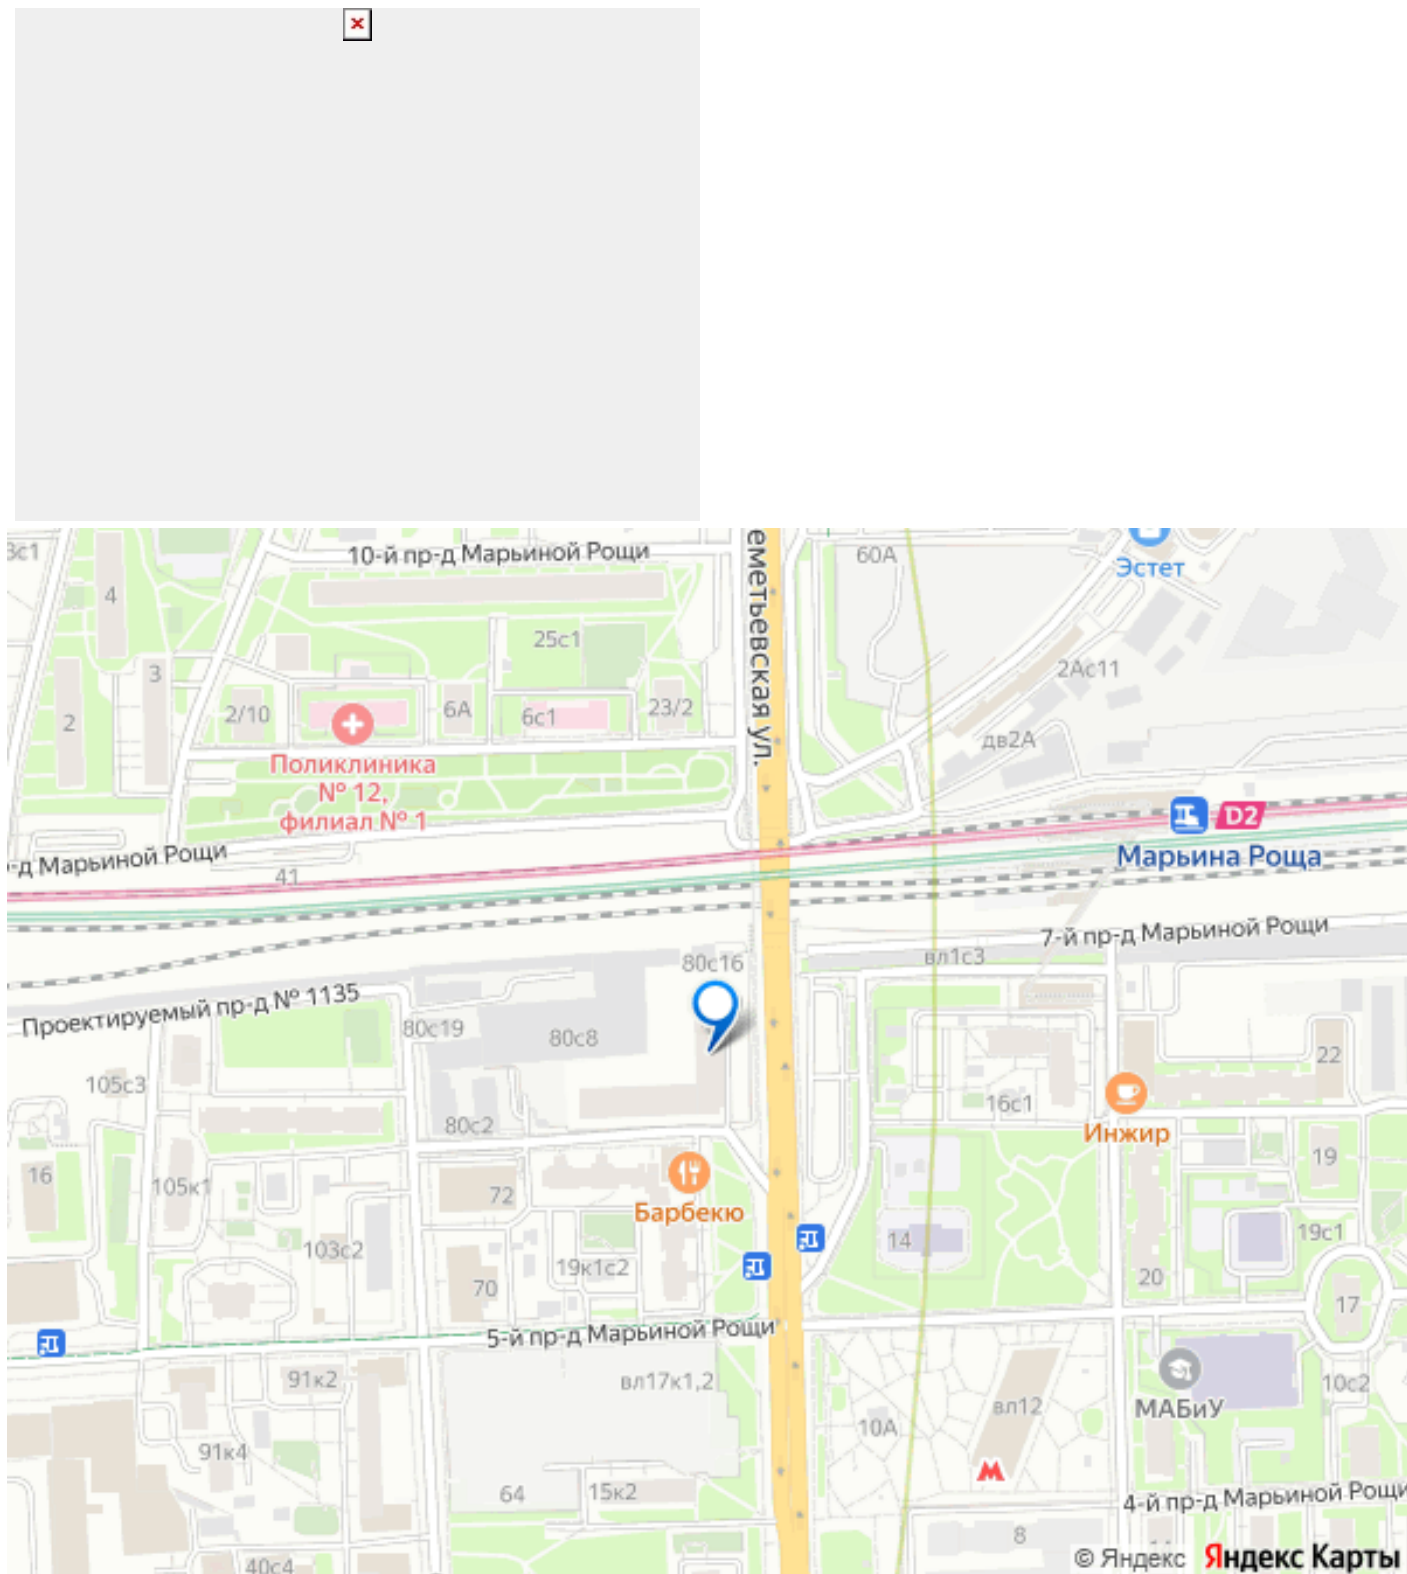 3с1
10-й пр-д Марьиной Рощи
60А
Эстет
4
еметьевская ул.
25с1
3
2Ас11
2
2/10
6А
6с1
23/2
дв2А
Поликлиника
№ 12,
филиал № 1
D2
Марьина Роща
-д Марьиной Рощи
41
7-й пр-д Марьиной Рощи
80с16
вл1с3
Проектируемый пр-д № 1135
80с19
80с8
22
105с3
16с1
80с2
Инжир
16
105к1
72
19
Барбекю
19с1
103с2
14
19к1с2
70
20
17
5-й пр-д Марьиной Рощи
91к2
вл17к1,2
вл12
10с2
МАБиУ
10А
91к4
64
15к2
4-й пр-д Марьиной Рощи
8
40с4
© Яндекс Яндекс Карты